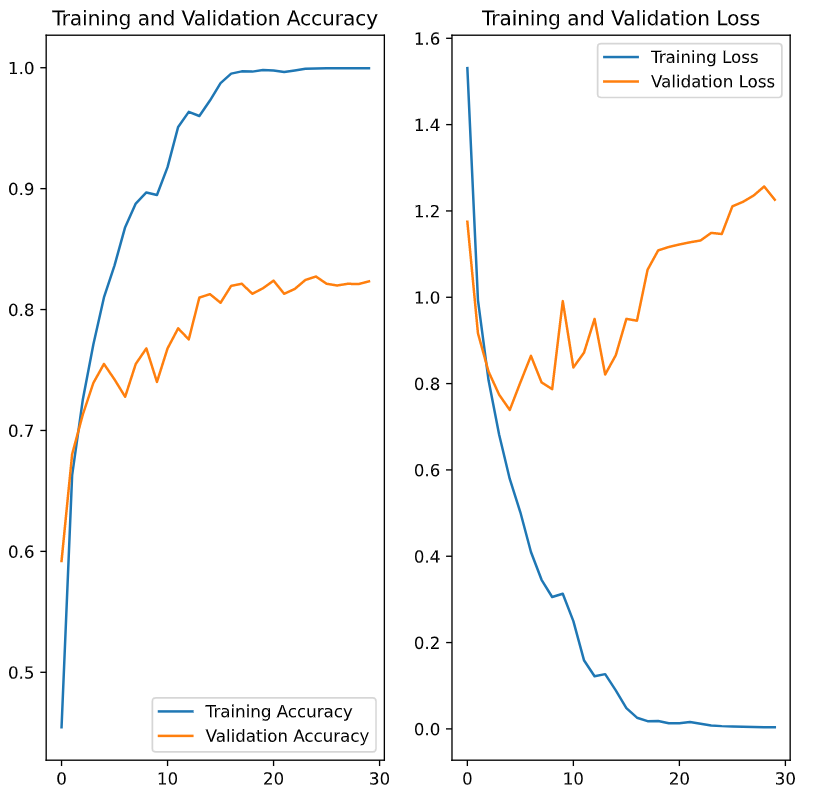 Training and Validation Accuracy
1.0
0.9
0.8
0.7
0.6
0.5
Training Accuracy
Validation Accuracy
0 10 20 30
Training and Validation Loss
1.6
1.4
1.2
1.0
0.8
0.6
0.4
0.2
0.0
Training Loss
Validation Loss
0 10 20 30